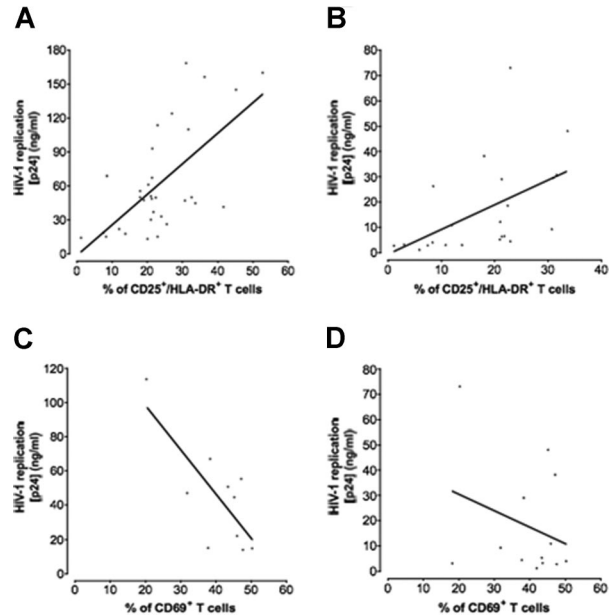 A
HIV-1 replication
[p24] (ng/ml)
180
150
120
90
60
30
0
0 10 20 30 40 50 60
% of CD25⁺/HLA-DR⁺ T cells
B
HIV-1 replication
[p24] (ng/ml)
80
70
60
50
40
30
20
10
0
0 10 20 30 40
% of CD25⁺/HLA-DR⁺ T cells
C
HIV-1 replication
[p24] (ng/ml)
120
100
80
60
40
20
0
0 10 20 30 40 50 60
% of CD69⁺ T cells
D
HIV-1 replication
[p24] (ng/ml)
80
70
60
50
40
30
20
10
0
0 10 20 30 40 50 60
% of CD69⁺ T cells